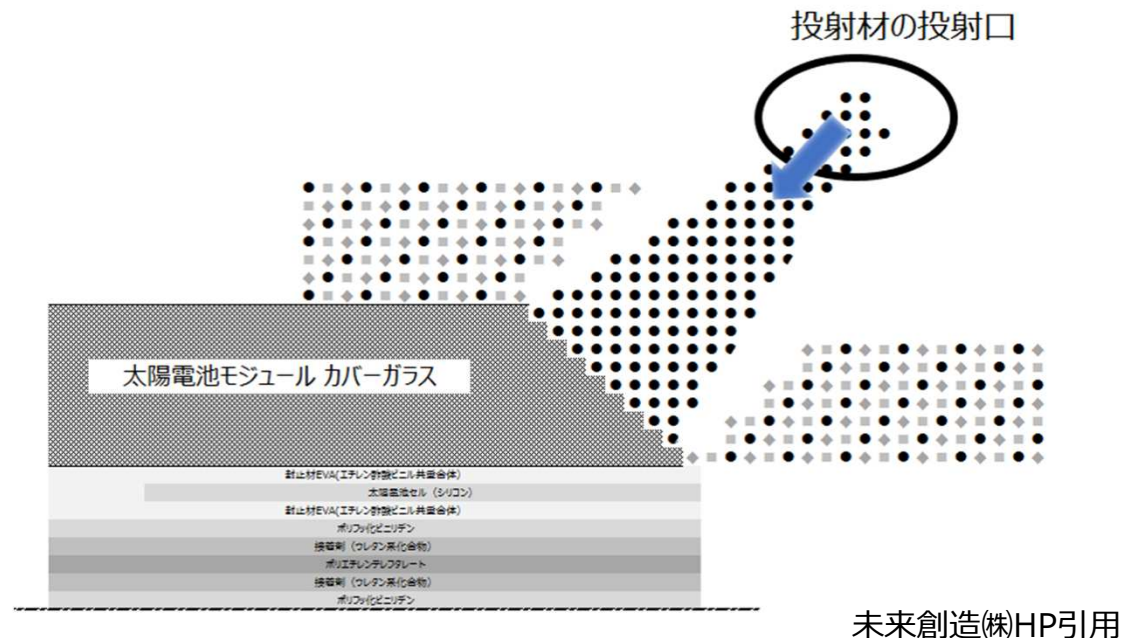 投射材の投射口
太陽電池モジュール カバーガラス
封止材EVA(エチレン酢酸ビニル共重合体)
太陽電池セル（シリコン）
封止材EVA(エチレン酢酸ビニル共重合体)
ポリフッ化ビニリデン
接着剤（ウレタン系化合物）
ポリエチレンテレフタレート
接着剤（ウレタン系化合物）
ポリフッ化ビニリデン
未来創造㈱HP引用